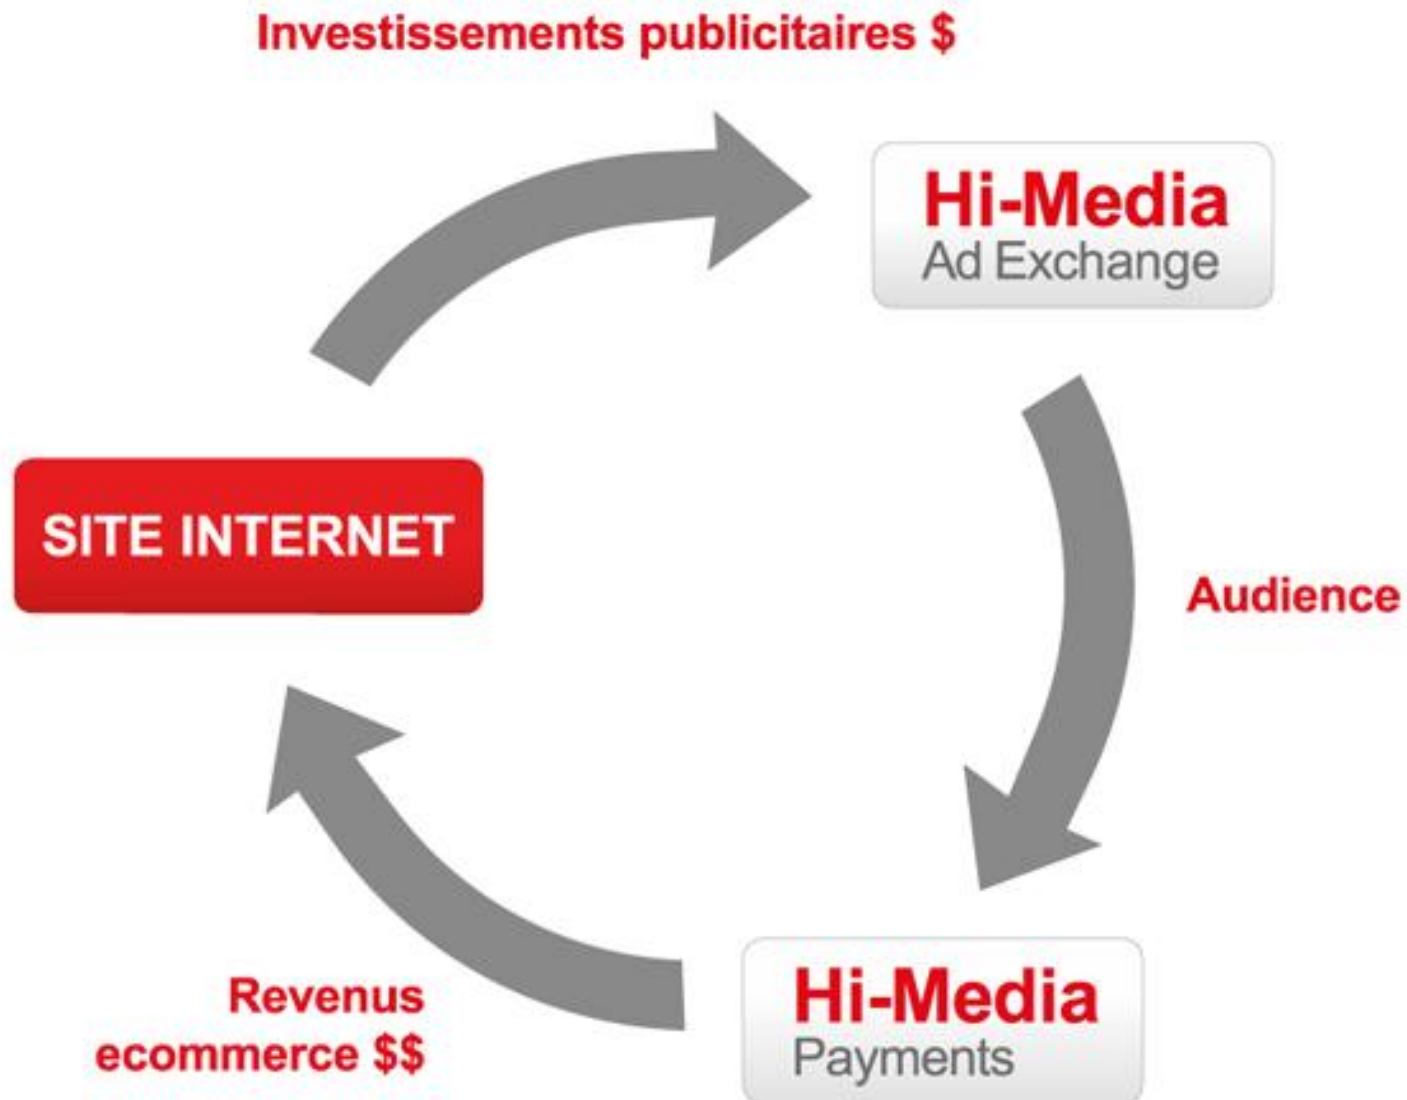 Investissements publicitaires $
Hi-Media
Ad Exchange
SITE INTERNET
Audience
Revenus
ecommerce $$
Hi-Media
Payments